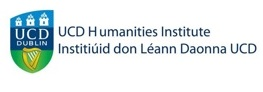 UCD
DUBLIN
UCD Humanities Institute
Institiúid don Léann Daonna UCD